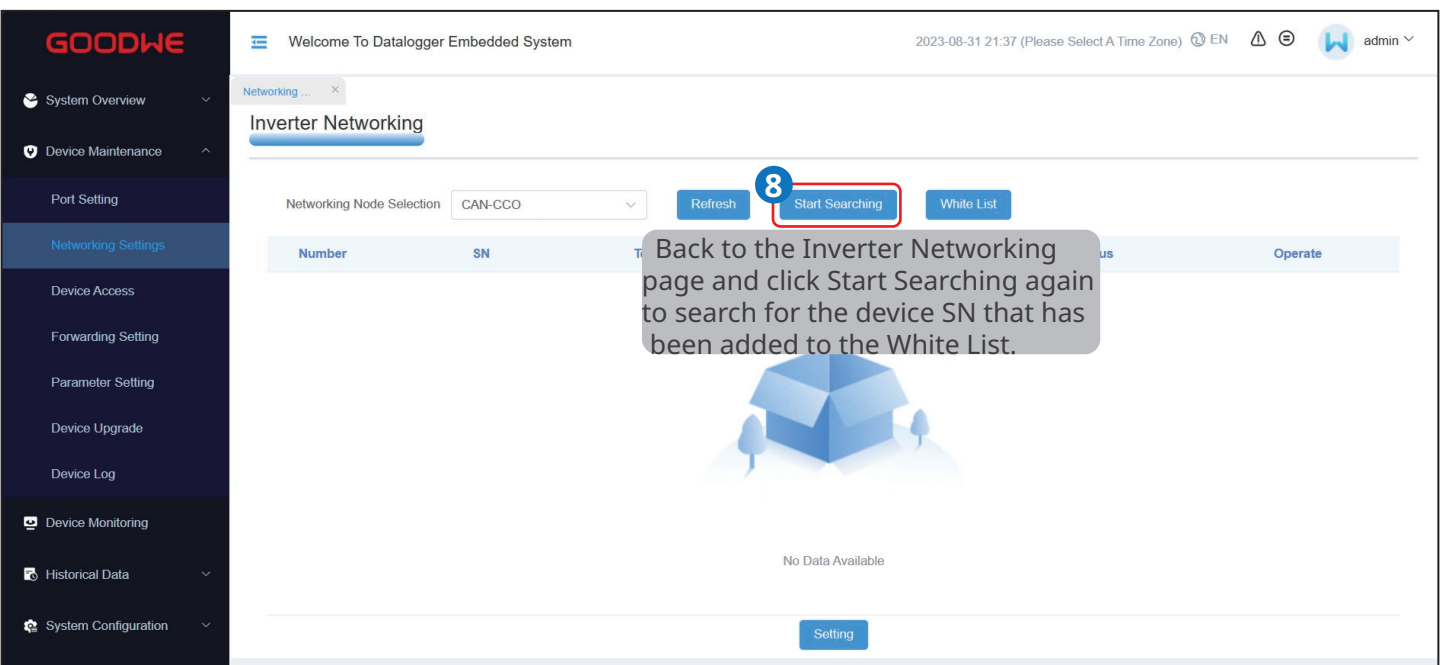 GOODWE
Welcome To Datalogger Embedded System
2023-08-31 21:37 (Please Select A Time Zone)
EN
admin
System Overview
Device Maintenance
Port Setting
Networking Settings
Device Access
Forwarding Setting
Parameter Setting
Device Upgrade
Device Log
Device Monitoring
Historical Data
System Configuration
Networking ...
Inverter Networking
8
Networking Node Selection
CAN-CCO
Refresh
Start Searching
White List
Number
SN
Operate
Back to the Inverter Networking
page and click Start Searching again
to search for the device SN that has
been added to the White List.
No Data Available
Setting